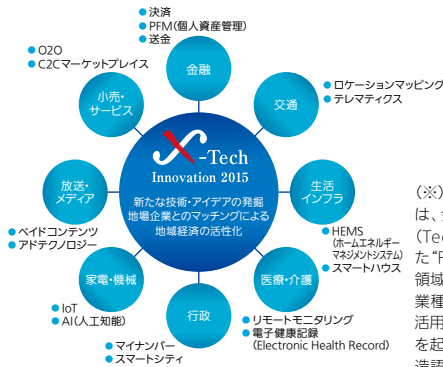 ●決済
●PFM(個人資産管理)
●送金
金融
●O2O
●C2Cマーケットプレイス
小売・
サービス
●ロケーションマッピング
●テレマティクス
交通
X-Tech
Innovation 2015
新たな技術・アイデアの発掘
地場企業とのマッチングによる
地域経済の活性化
放送・
メディア
●ペイドコンテンツ
●アドテクノロジー
生活
インフラ
●HEMS
(ホームエネルギー
マネジメントシステム)
●スマートハウス
家電・機械
●IoT
●AI(人工知能)
医療・介護
●リモートモニタリング
●電子健康記録
(Electronic Health Record)
行政
●マイナンバー
●スマートシティ
(※)
は、
(Tec
た“F
領域
業種
活用
を起